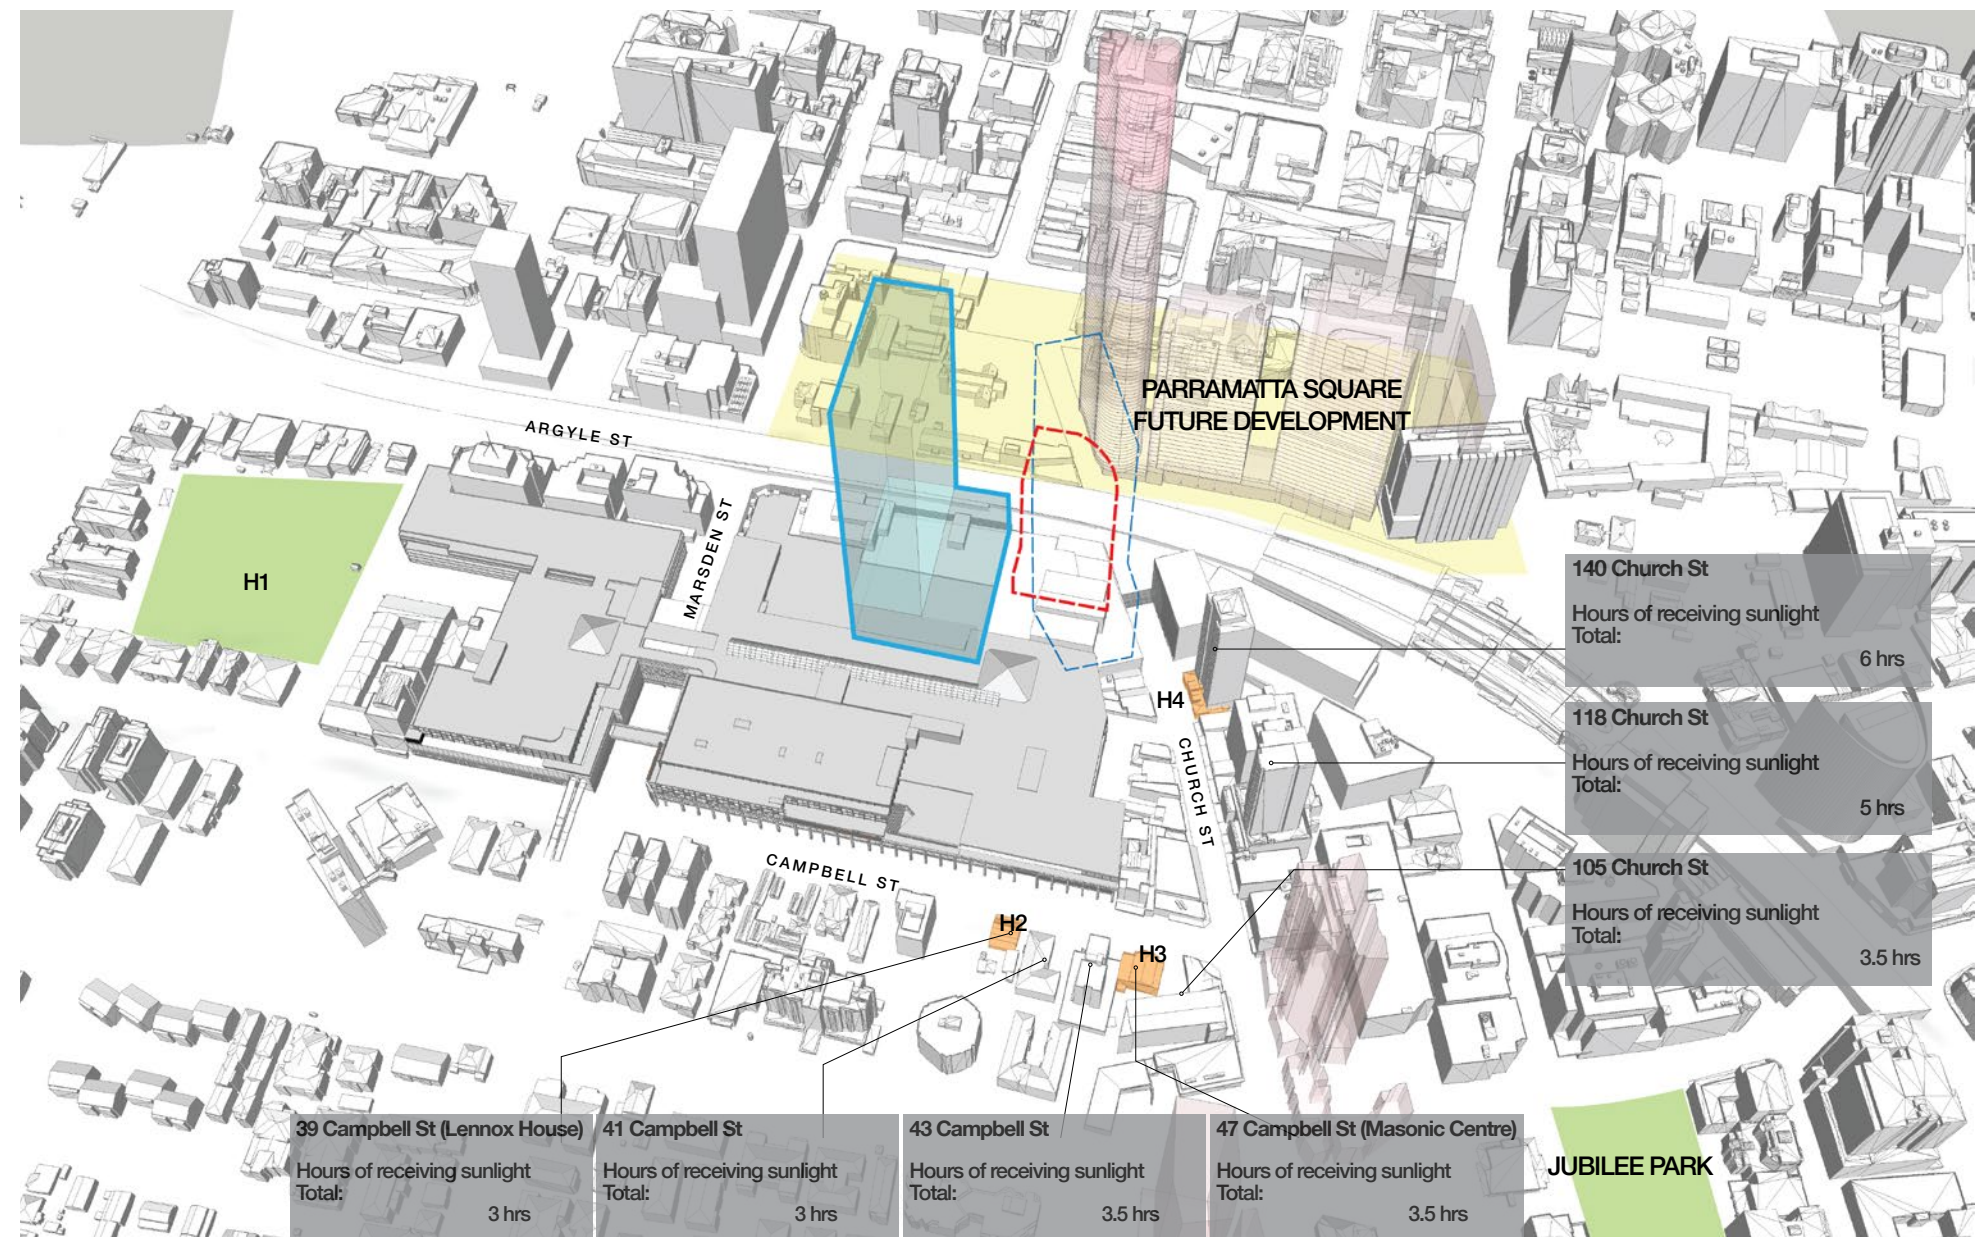 PARRAMATTA SQUARE
FUTURE DEVELOPMENT
ARGYLE ST
MARSDEN ST
H1
140 Church St
Hours of receiving sunlight
Total:
6 hrs
H4
118 Church St
Hours of receiving sunlight
Total:
5 hrs
CHURCH ST
CAMPBELL ST
105 Church St
Hours of receiving sunlight
Total:
3.5 hrs
H2
H3
39 Campbell St (Lennox House)
Hours of receiving sunlight
Total:
3 hrs
41 Campbell St
Hours of receiving sunlight
Total:
3 hrs
43 Campbell St
Hours of receiving sunlight
Total:
3.5 hrs
47 Campbell St (Masonic Centre)
Hours of receiving sunlight
Total:
3.5 hrs
JUBILEE PARK